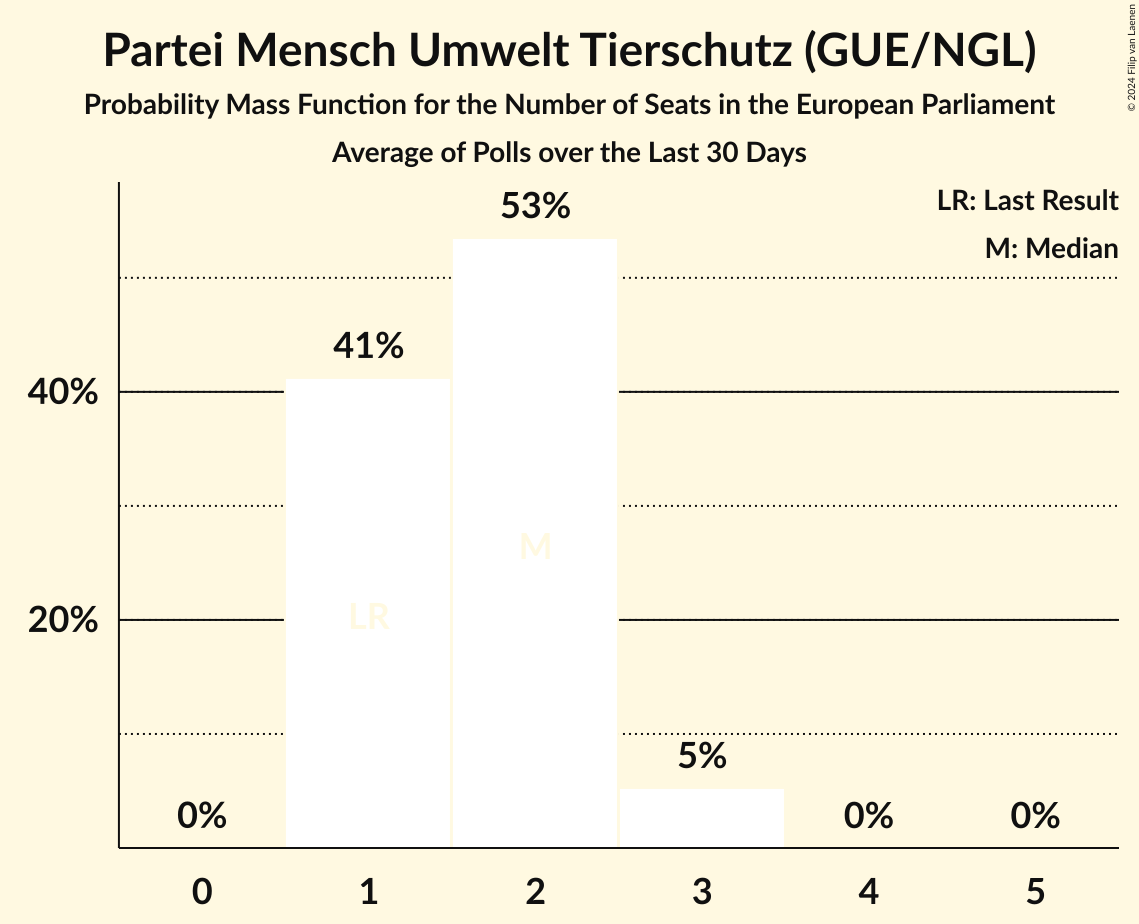 Partei Mensch Umwelt Tierschutz (GUE/NGL)
Probability Mass Function for the Number of Seats in the European Parliament
Average of Polls over the Last 30 Days
© 2024 Filip van Laenen
LR: Last Result
M: Median
53%
41%
40%
M
LR
20%
5%
0%
0%
0%
0
1
2
3
4
5